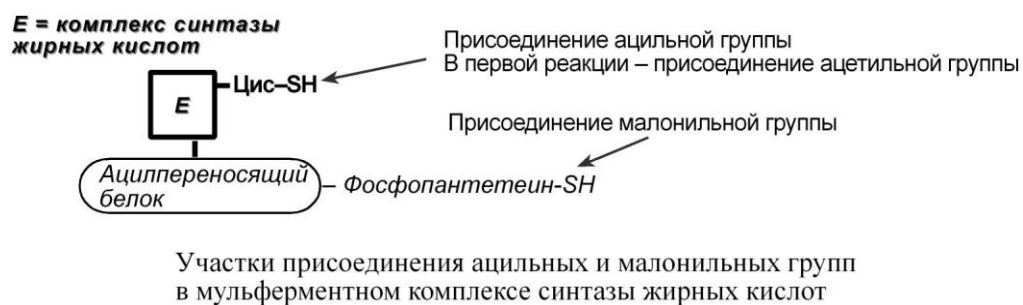 E = комплекс синтазы
жирных кислот
Присоединение ацильной группы
В первой реакции – присоединение ацетильной группы
Цис–SH
E
Присоединение малонильной группы
Ацилпереносящий
белок
– Фосфопантетеин-SH
Участки присоединения ацильных и малонильных групп
в мульферментном комплексе синтазы жирных кислот